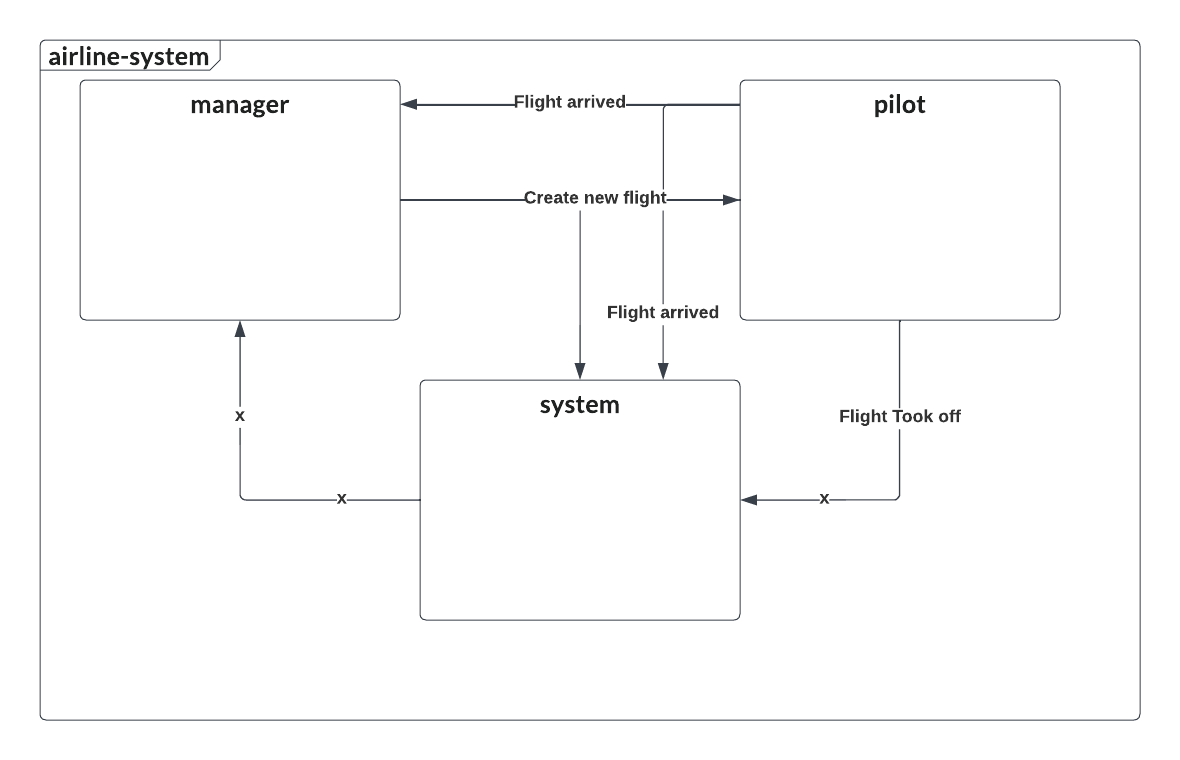 airline-system
manager
Flight arrived
pilot
Create new flight
Flight arrived
system
x
Flight Took off
x
x